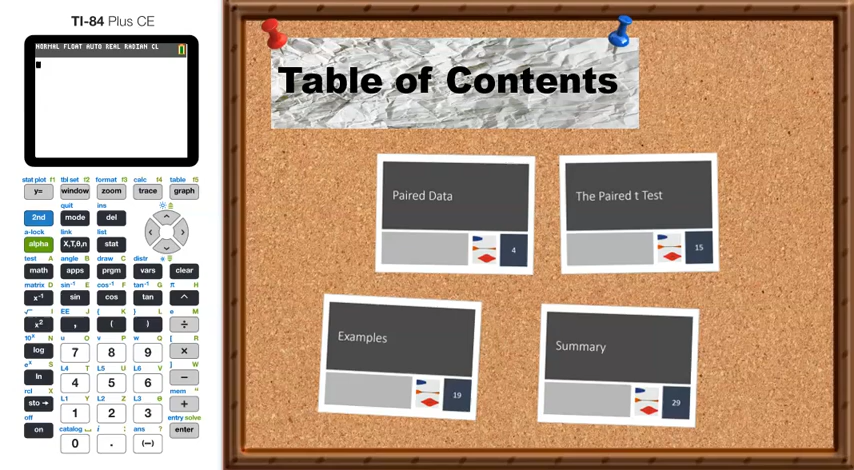 TI-84 Plus CE
NORMAL FLOAT AUTO REAL RADIAN CL
stat plot f1 tbl set f2 format f3 calc f4 table f5
y= window zoom trace graph
quit ins
2nd mode del
a-lock link list
alpha X,T,θ,n stat
test A angle B draw C distr
math apps prgm vars clear
matrix D sin⁻¹ E cos⁻¹ F tan⁻¹ G π H
x⁻¹ sin cos tan ^
√ I EE J { K } L e M
x² , ( ) ÷
10ˣ N u O v P w Q [ R
log 7 8 9 ×
eˣ S L4 T L5 U L6 V ] W
ln 4 5 6 −
rcl X L1 Y L2 Z L3 θ mem "
sto → 1 2 3 +
off catalog i : ans ? entry solve
on 0 . (−) enter
Table of Contents
Paired Data
4
The Paired t Test
15
Examples
19
Summary
29